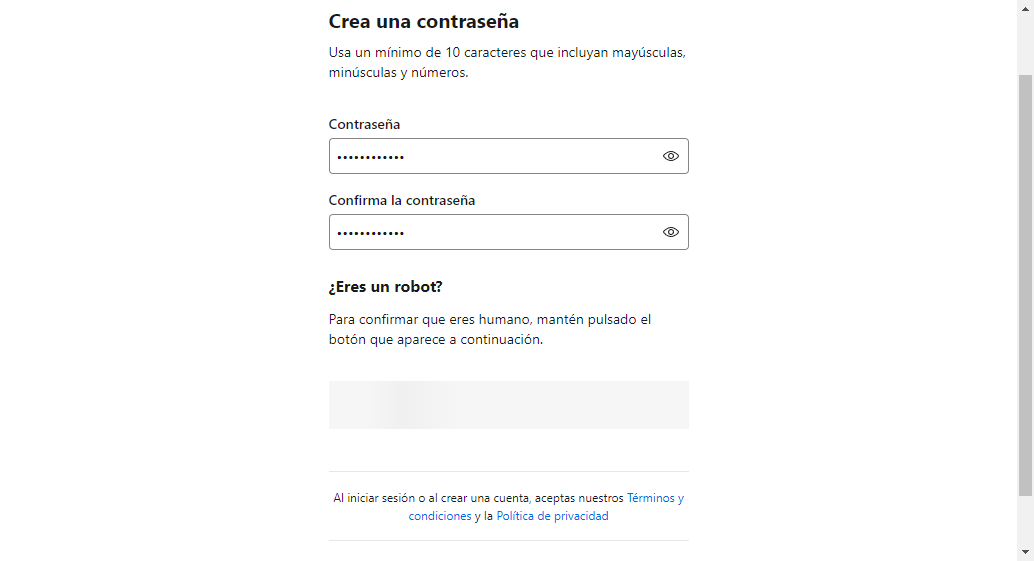 Crea una contraseña
Usa un mínimo de 10 caracteres que incluyan mayúsculas,
minúsculas y números.
Contraseña
••••••••••••
Confirma la contraseña
••••••••••••
¿Eres un robot?
Para confirmar que eres humano, mantén pulsado el
botón que aparece a continuación.
Al iniciar sesión o al crear una cuenta, aceptas nuestros Términos y
condiciones y la Política de privacidad